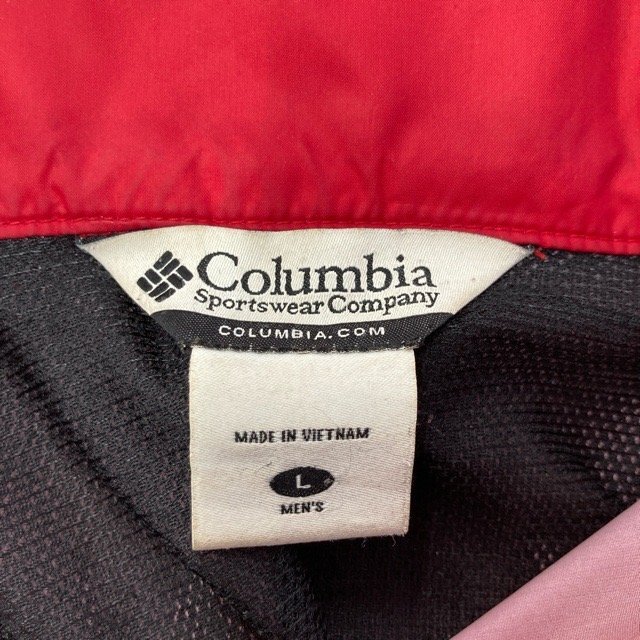 Columbia
Sportswear Company
COLUMBIA.COM
MADE IN VIETNAM
L
MEN'S